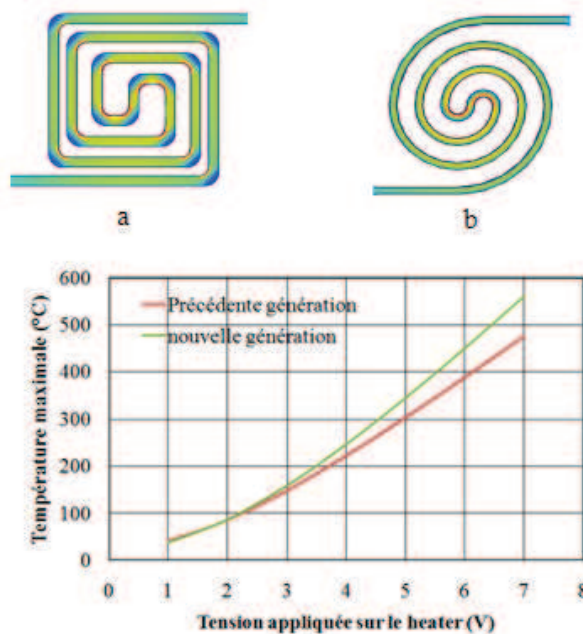 a
b
600
500
400
300
200
100
0
Température maximale (°C)
Précédente génération
nouvelle génération
0 1 2 3 4 5 6 7 8
Tension appliquée sur le heater (V)